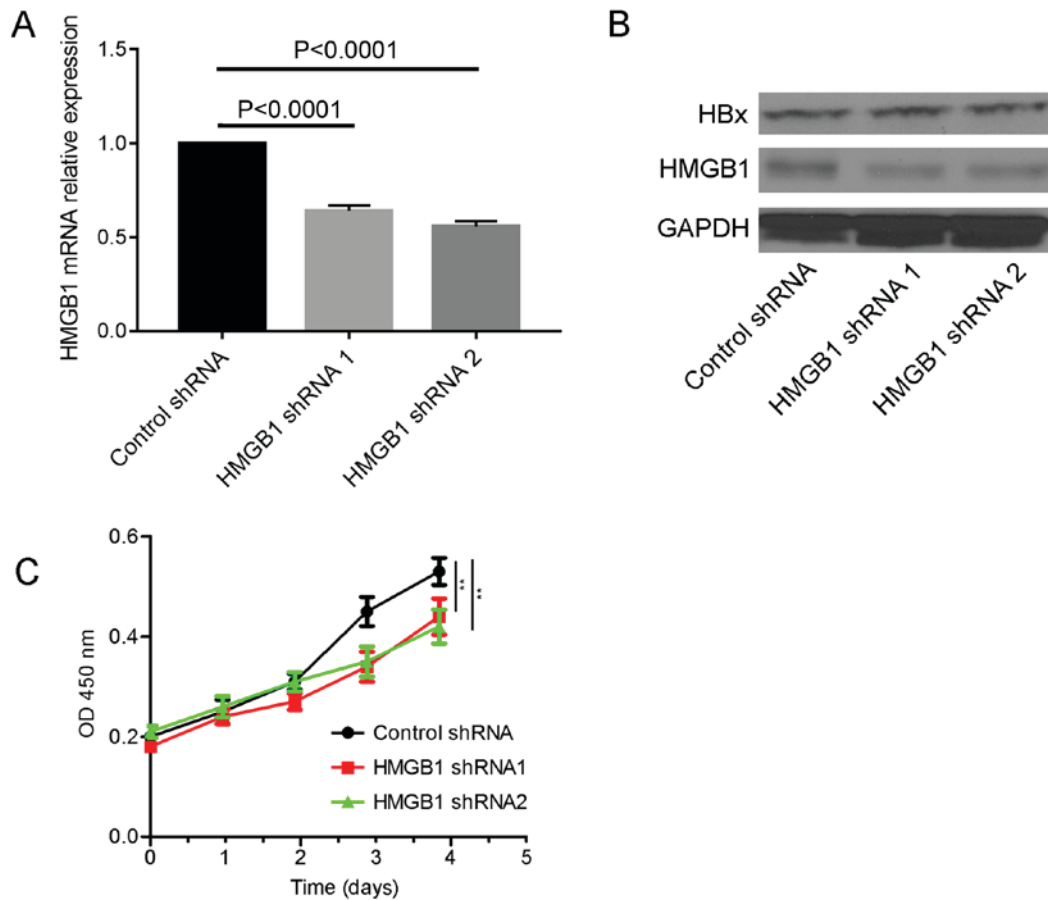 A
HMGB1 mRNA relative expression
1.5
1.0
0.5
0.0
P<0.0001
P<0.0001
Control shRNA
HMGB1 shRNA 1
HMGB1 shRNA 2
B
HBx
HMGB1
GAPDH
Control shRNA
HMGB1 shRNA 1
HMGB1 shRNA 2
C
OD 450 nm
0.6
0.4
0.2
0.0
**
**
Control shRNA
HMGB1 shRNA1
HMGB1 shRNA2
0 1 2 3 4 5
Time (days)